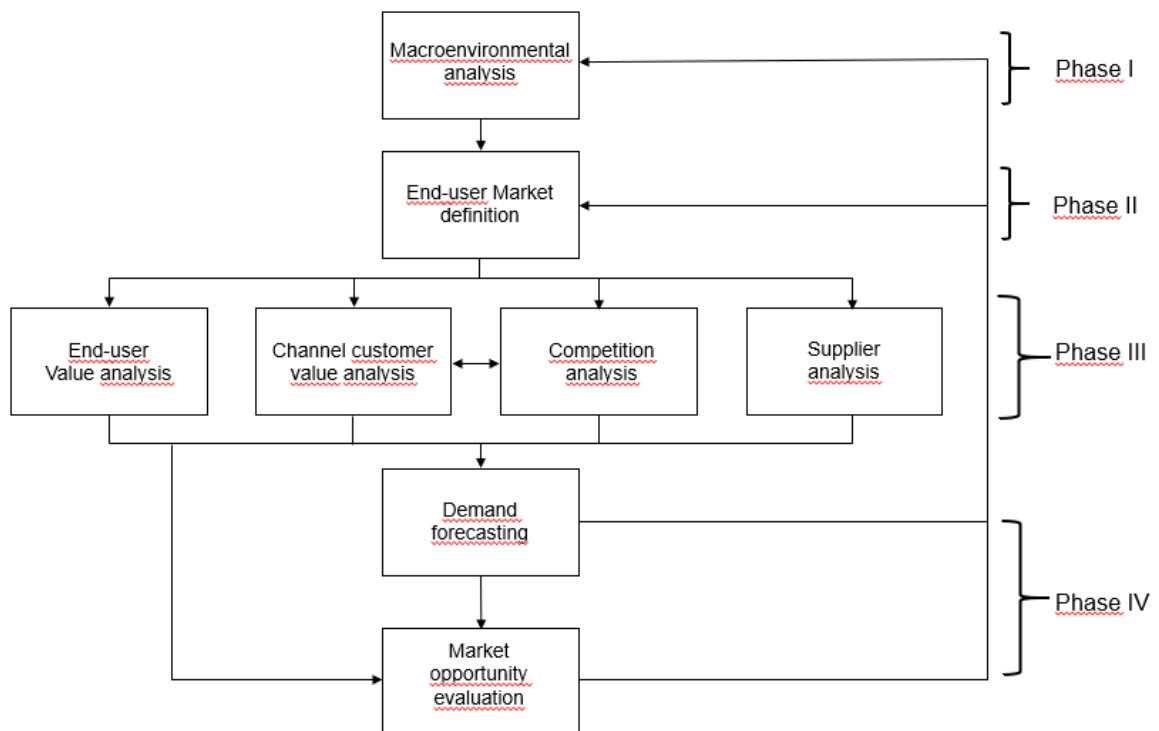 Macroenvironmental
analysis
Phase I
End-user Market
definition
Phase II
End-user
Value analysis
Channel customer
value analysis
Competition
analysis
Supplier
analysis
Phase III
Demand
forecasting
Phase IV
Market
opportunity
evaluation